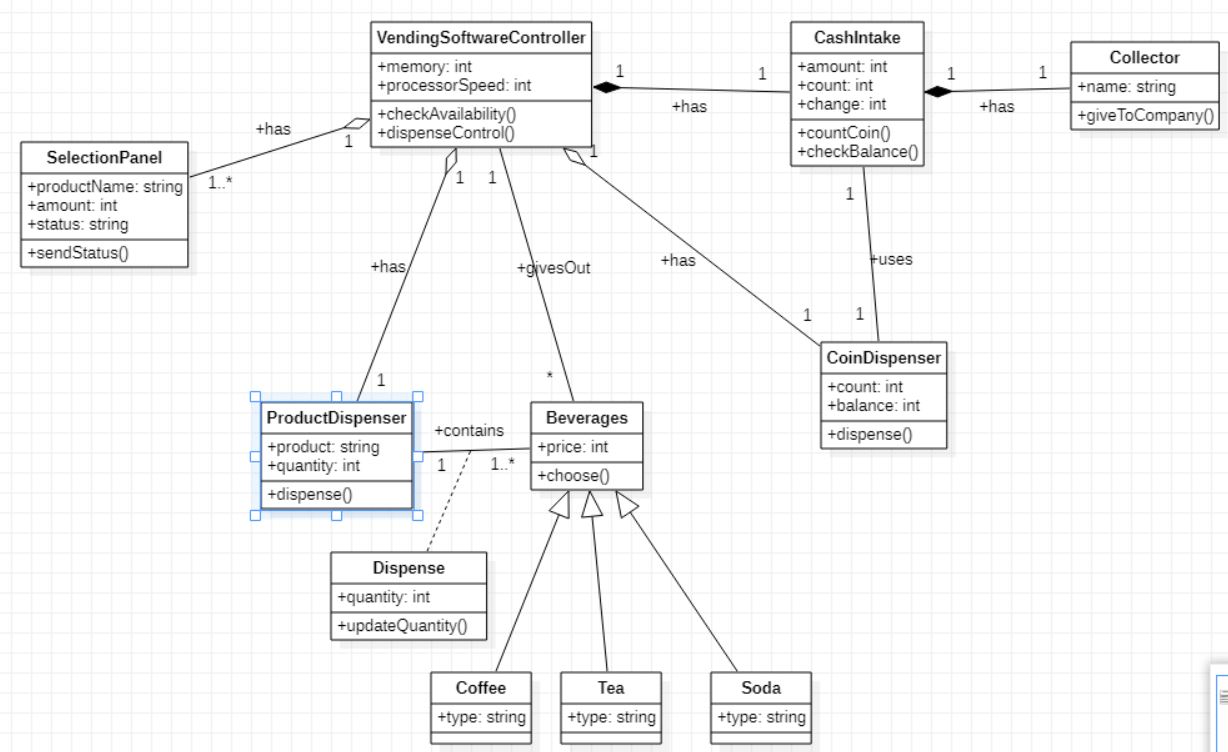 VendingSoftwareController
+memory: int
+processorSpeed: int
+checkAvailability()
+dispenseControl()
CashIntake
+amount: int
+count: int
+change: int
+countCoin()
+checkBalance()
Collector
+name: string
+giveToCompany()
1
1
+has
1
1
+has
SelectionPanel
+productName: string
+amount: int
+status: string
+sendStatus()
+has
1
1..*
1
1
1
1
+has
+givesOut
+has
+uses
1
1
1
*
CoinDispenser
+count: int
+balance: int
+dispense()
ProductDispenser
+product: string
+quantity: int
+dispense()
+contains
1
1..*
Beverages
+price: int
+choose()
Dispense
+quantity: int
+updateQuantity()
Coffee
+type: string
Tea
+type: string
Soda
+type: string